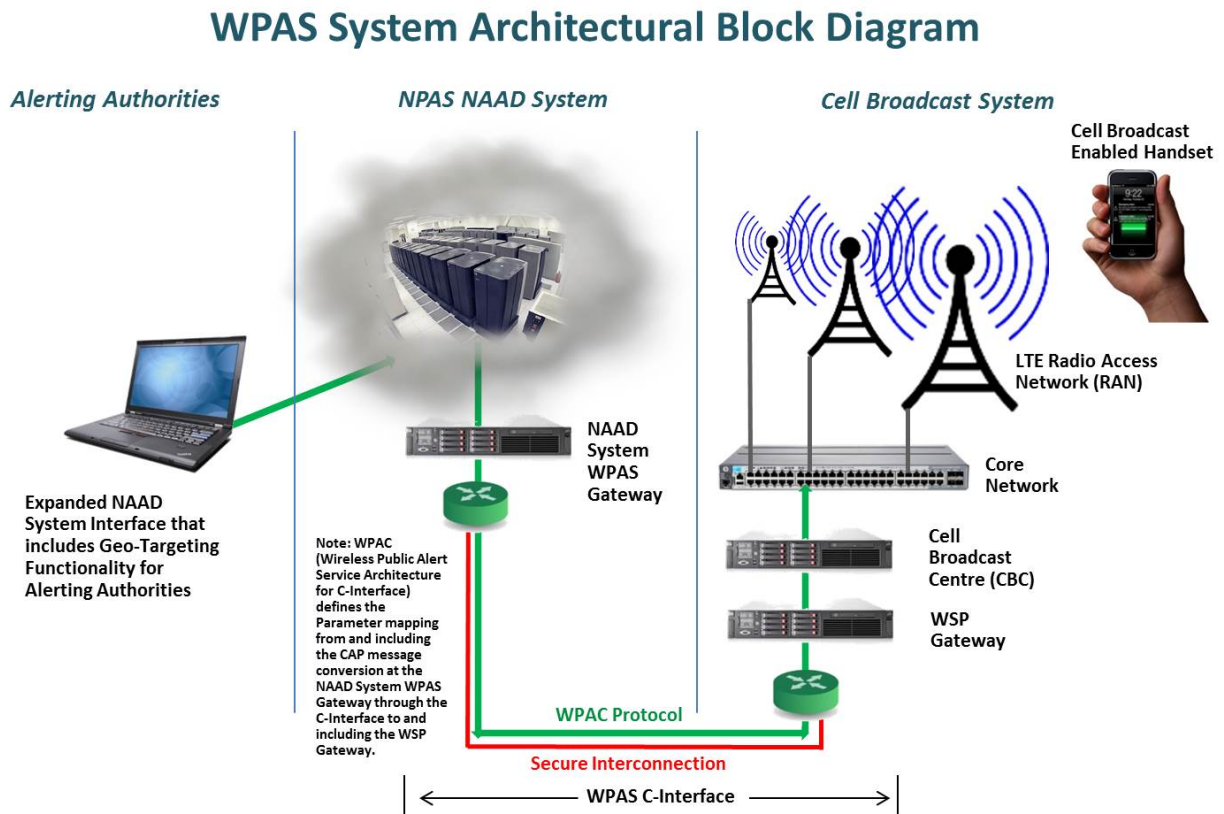 WPAS System Architectural Block Diagram
Alerting Authorities
NPAS NAAD System
Cell Broadcast System
Cell Broadcast
Enabled Handset
9:22
LTE Radio Access
Network (RAN)
NAAD
System
WPAS
Gateway
Core
Network
Expanded NAAD
System Interface that
includes Geo-Targeting
Functionality for
Alerting Authorities
Note: WPAC
(Wireless Public Alert
Service Architecture
for C-Interface)
defines the
Parameter mapping
from and including
the CAP message
conversion at the
NAAD System WPAS
Gateway through the
C-Interface to and
including the WSP
Gateway.
Cell
Broadcast
Centre (CBC)
WSP
Gateway
WPAC Protocol
Secure Interconnection
WPAS C-Interface